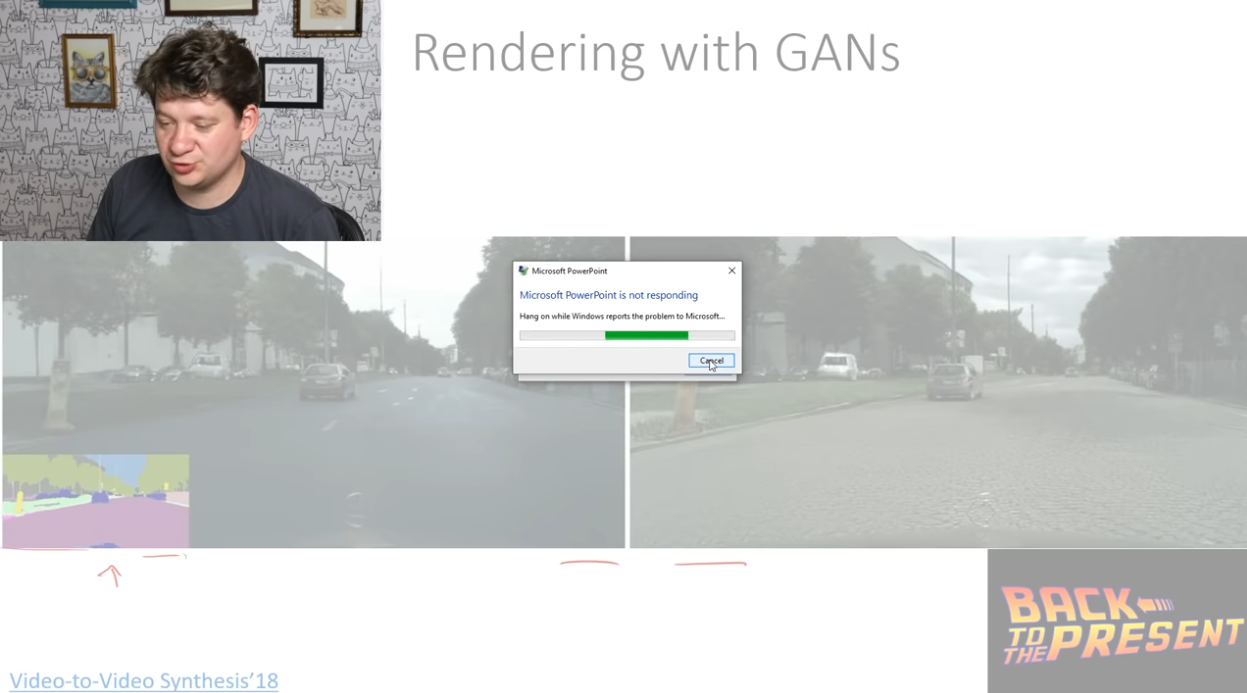 Rendering with GANs
Microsoft PowerPoint
Microsoft PowerPoint is not responding
Hang on while Windows reports the problem to Microsoft...
Cancel
BACK
TO
THE PRESENT
Video-to-Video Synthesis'18